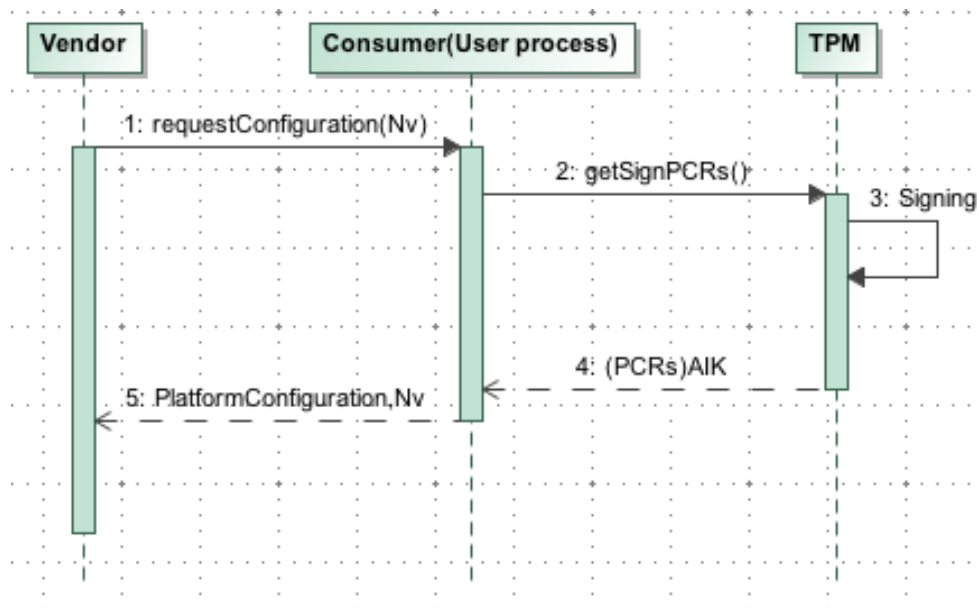 Vendor
Consumer(User process)
TPM
1: requestConfiguration(Nv)
2: getSignPCRs()
3: Signing
4: (PCRs)AIK
5: PlatformConfiguration,Nv